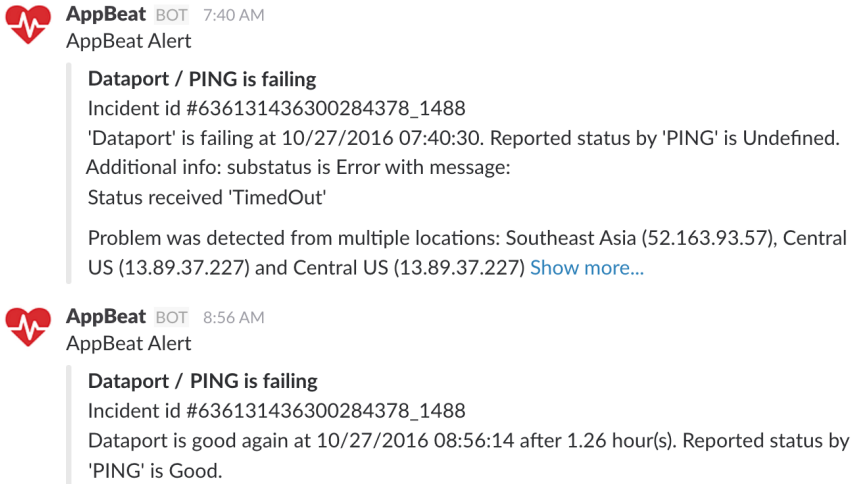 AppBeat BOT 7:40 AM
AppBeat Alert
Dataport / PING is failing
Incident id #636131436300284378_1488
'Dataport' is failing at 10/27/2016 07:40:30. Reported status by 'PING' is Undefined.
Additional info: substatus is Error with message:
Status received 'TimedOut'
Problem was detected from multiple locations: Southeast Asia (52.163.93.57), Central
US (13.89.37.227) and Central US (13.89.37.227) Show more...
AppBeat BOT 8:56 AM
AppBeat Alert
Dataport / PING is failing
Incident id #636131436300284378_1488
Dataport is good again at 10/27/2016 08:56:14 after 1.26 hour(s). Reported status by
'PING' is Good.